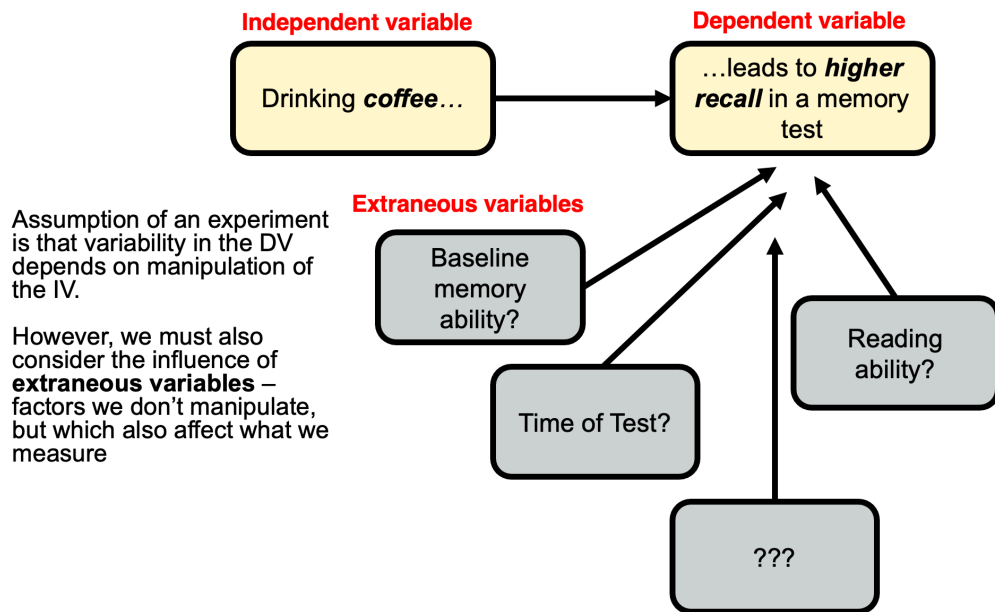 Independent variable
Dependent variable
Drinking coffee…
…leads to higher
recall in a memory
test
Extraneous variables
Assumption of an experiment
is that variability in the DV
depends on manipulation of
the IV.
However, we must also
consider the influence of
extraneous variables –
factors we don’t manipulate,
but which also affect what we
measure
Baseline
memory
ability?
Time of Test?
Reading
ability?
???